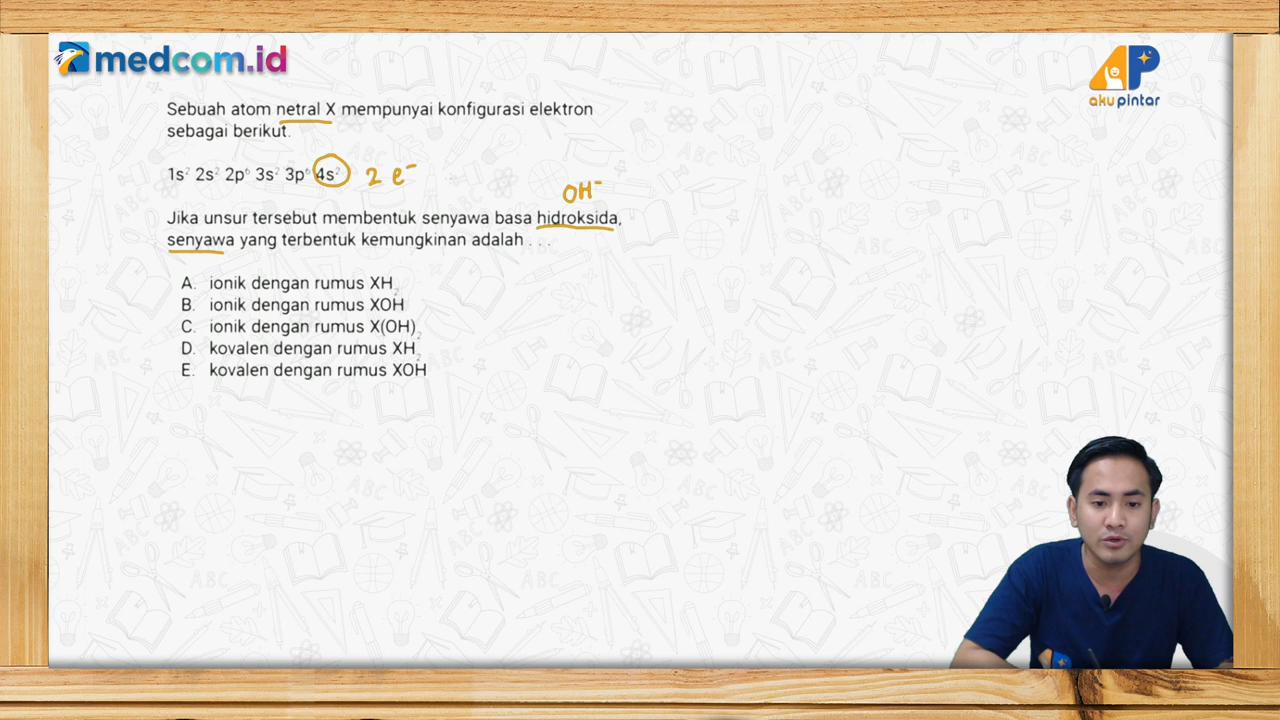 medcom.id
AP
aku pintar
Sebuah atom netral X mempunyai konfigurasi elektron
sebagai berikut.
1s² 2s² 2p⁶ 3s² 3p⁶ 4s² 2 e⁻
OH⁻
Jika unsur tersebut membentuk senyawa basa hidroksida,
senyawa yang terbentuk kemungkinan adalah . . .
A. ionik dengan rumus XH₂
B. ionik dengan rumus XOH
C. ionik dengan rumus X(OH)₂
D. kovalen dengan rumus XH₂
E. kovalen dengan rumus XOH